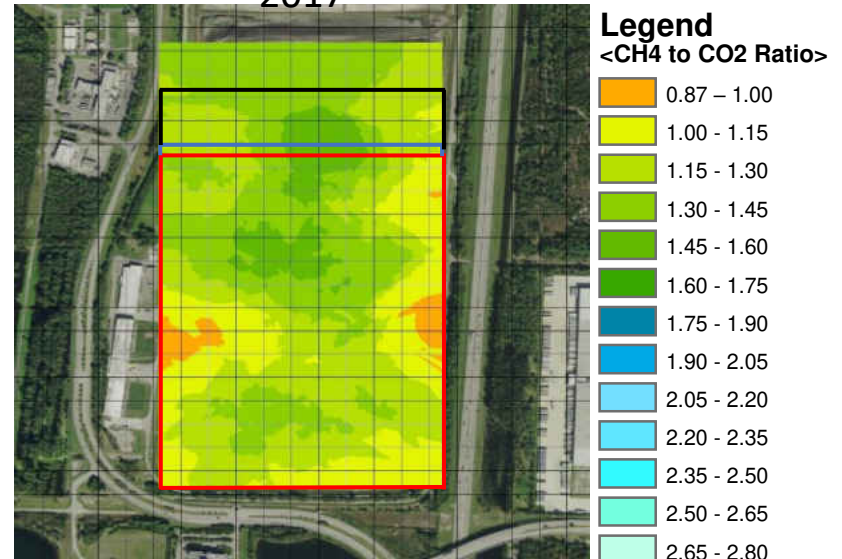 2017
Legend
<CH4 to CO2 Ratio>
0.87 – 1.00
1.00 - 1.15
1.15 - 1.30
1.30 - 1.45
1.45 - 1.60
1.60 - 1.75
1.75 - 1.90
1.90 - 2.05
2.05 - 2.20
2.20 - 2.35
2.35 - 2.50
2.50 - 2.65
2.65 - 2.80